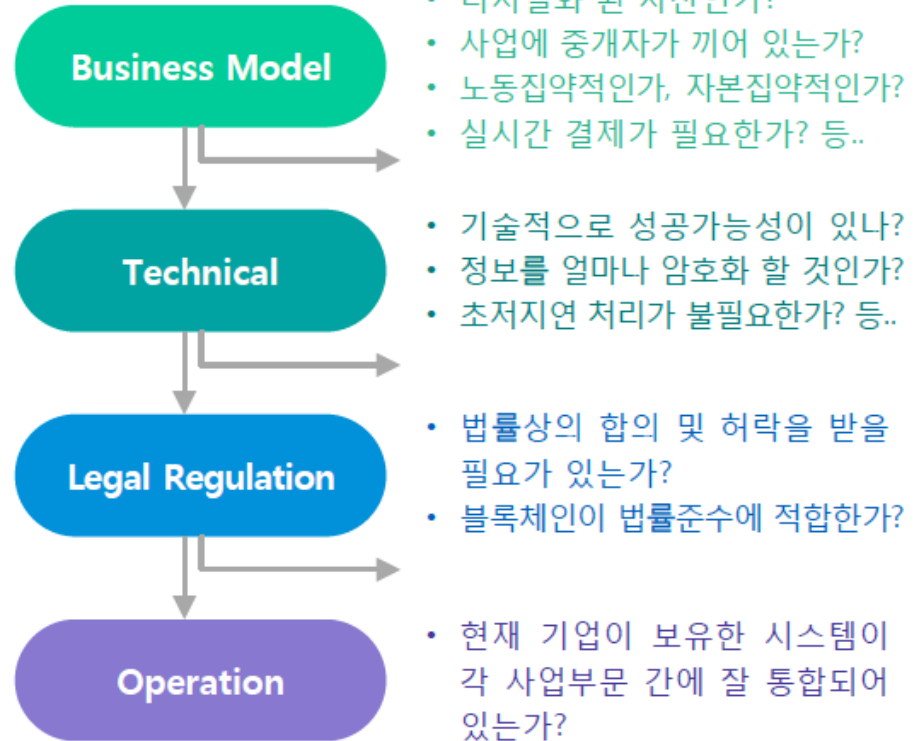 Business Model
• 사업에 중개자가 끼어 있는가?
• 노동집약적인가, 자본집약적인가?
• 실시간 결제가 필요한가? 등..
Technical
• 기술적으로 성공가능성이 있나?
• 정보를 얼마나 암호화 할 것인가?
• 초저지연 처리가 불필요한가? 등..
Legal Regulation
• 법률상의 합의 및 허락을 받을
필요가 있는가?
• 블록체인이 법률준수에 적합한가?
Operation
• 현재 기업이 보유한 시스템이
각 사업부문 간에 잘 통합되어
있는가?